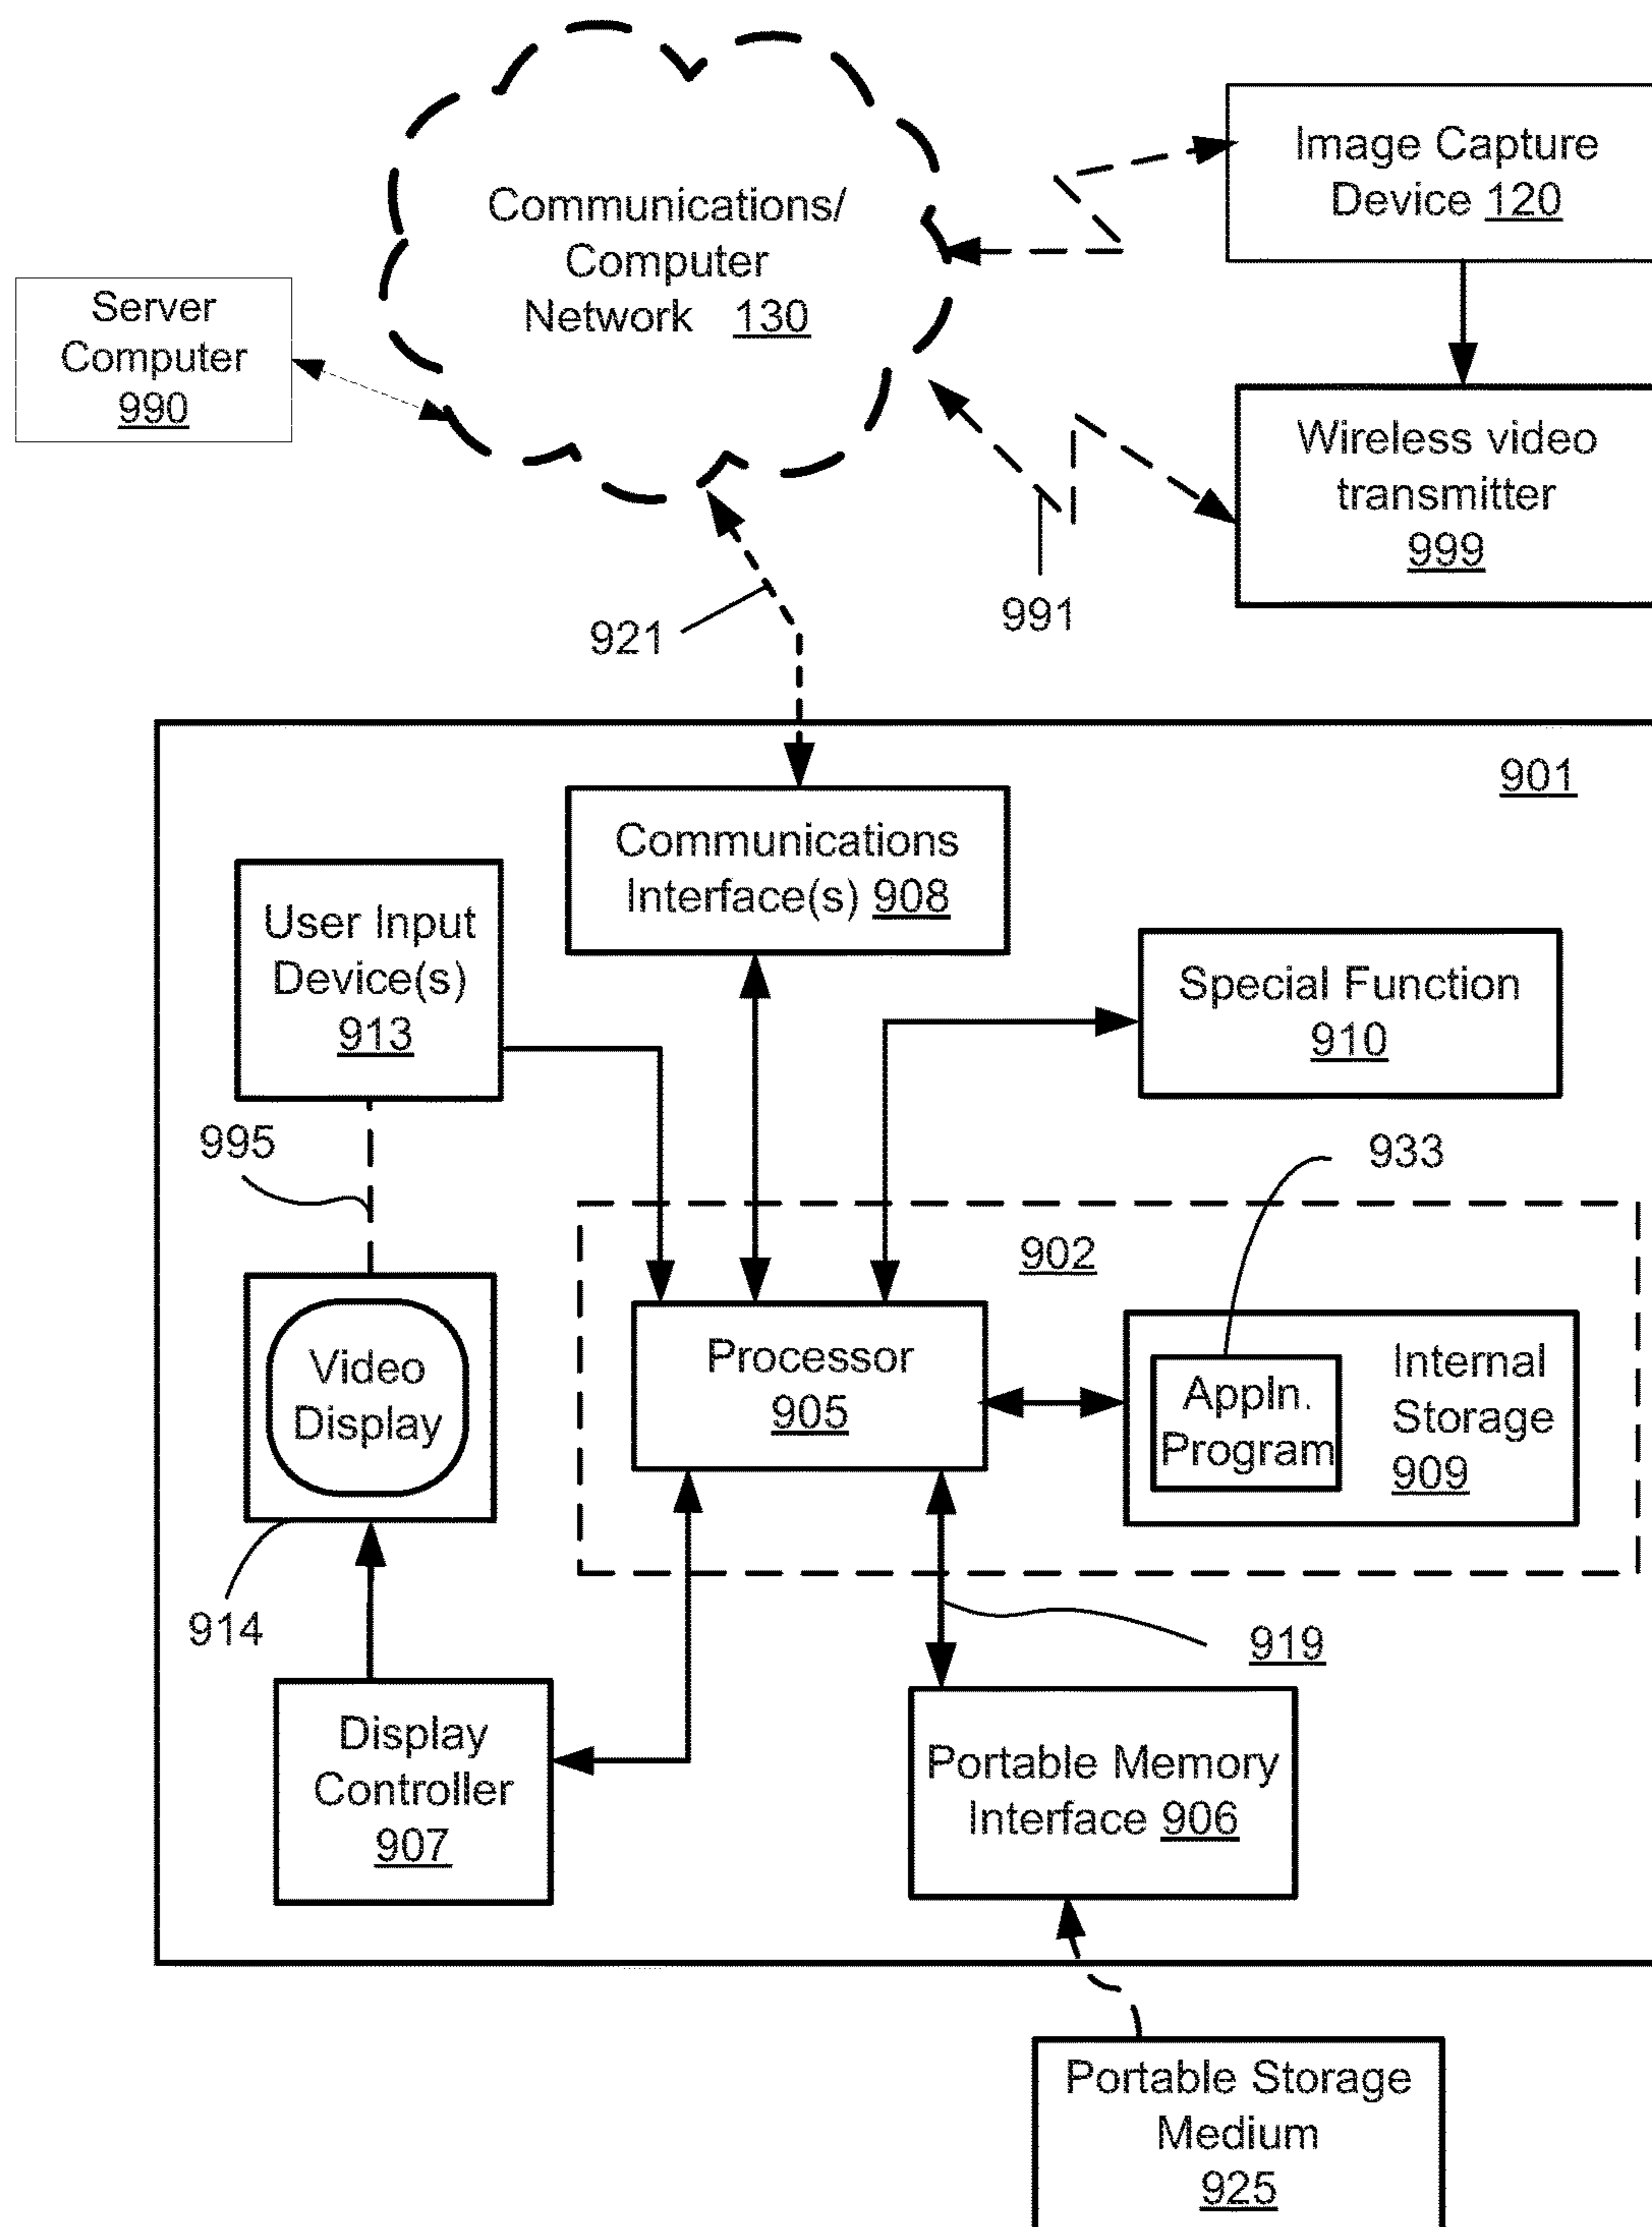 Communications/
Computer
Network 130
Image Capture
Device 120
Server
Computer
990
Wireless video
transmitter
999
991
921
901
Communications
Interface(s) 908
User Input
Device(s)
913
Special Function
910
995
933
902
Processor
905
Appln.
Program
Internal
Storage
909
Video
Display
914
919
Display
Controller
907
Portable Memory
Interface 906
Portable Storage
Medium
925